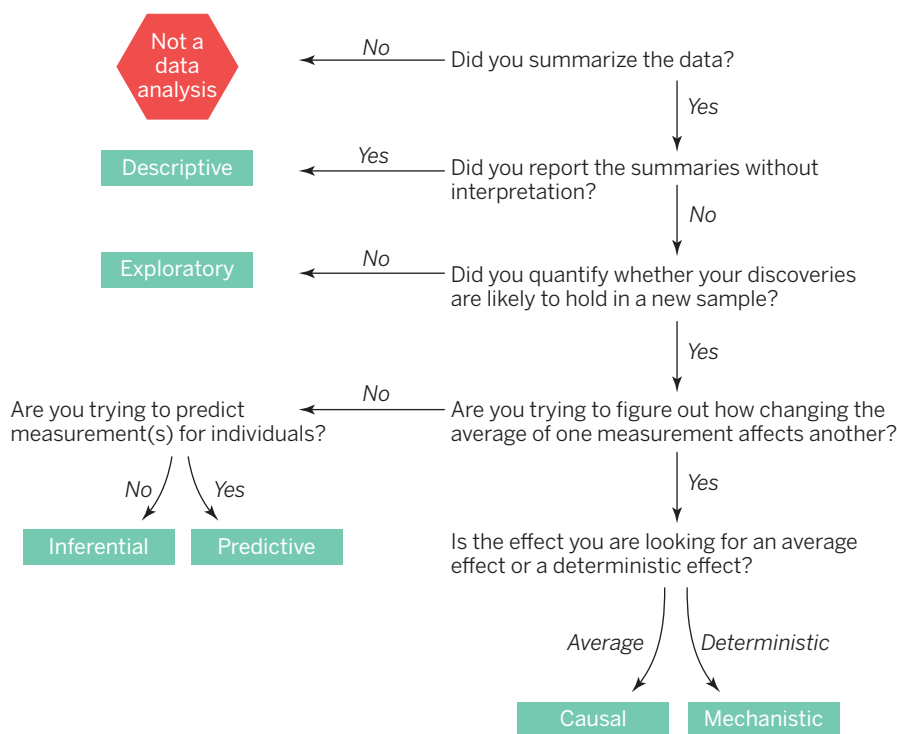 Not a
data
analysis
No
Did you summarize the data?
Yes
Descriptive
Yes
Did you report the summaries without
interpretation?
No
Exploratory
No
Did you quantify whether your discoveries
are likely to hold in a new sample?
Yes
Are you trying to predict
measurement(s) for individuals?
No
Are you trying to figure out how changing the
average of one measurement affects another?
No
Yes
Yes
Inferential
Predictive
Is the effect you are looking for an average
effect or a deterministic effect?
Average
Deterministic
Causal
Mechanistic